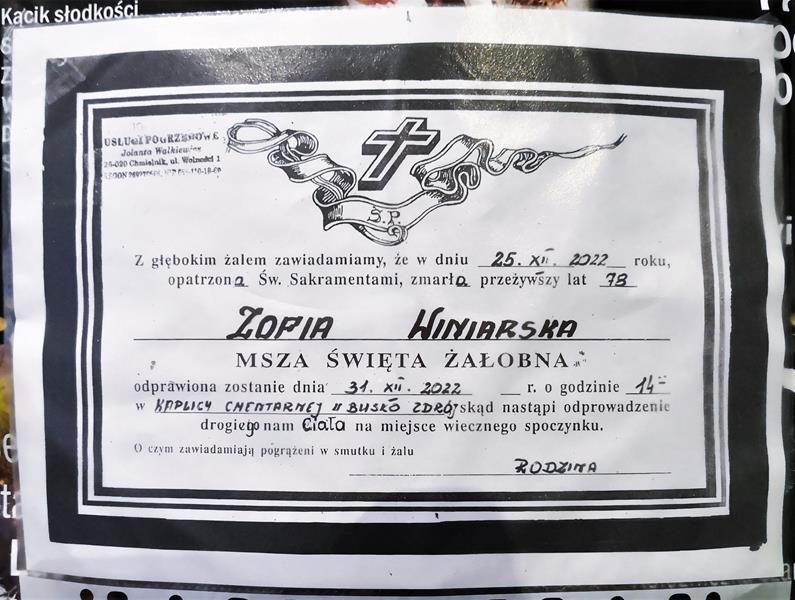 Kącik słodkości
USŁUGI POGRZEBOWE
Jolanta Walkiewicz
26-020 Chmielnik, ul. Wolności 1
REGON
Ś.P.
Z głębokim żalem zawiadamiamy, że w dniu 25. XII. 2022 roku,
opatrzona Św. Sakramentami, zmarła przeżywszy lat 78
ZOFIA WINIARSKA
MSZA ŚWIĘTA ŻAŁOBNA
odprawiona zostanie dnia 31. XII. 2022 r. o godzinie 14-
w KAPLICY CMENTARNEJ W BUSKO ZDRÓJ skąd nastąpi odprowadzenie
drogiego nam Ciała na miejsce wiecznego spoczynku.
O czym zawiadamiają pogrążeni w smutku i żalu
RODZINA